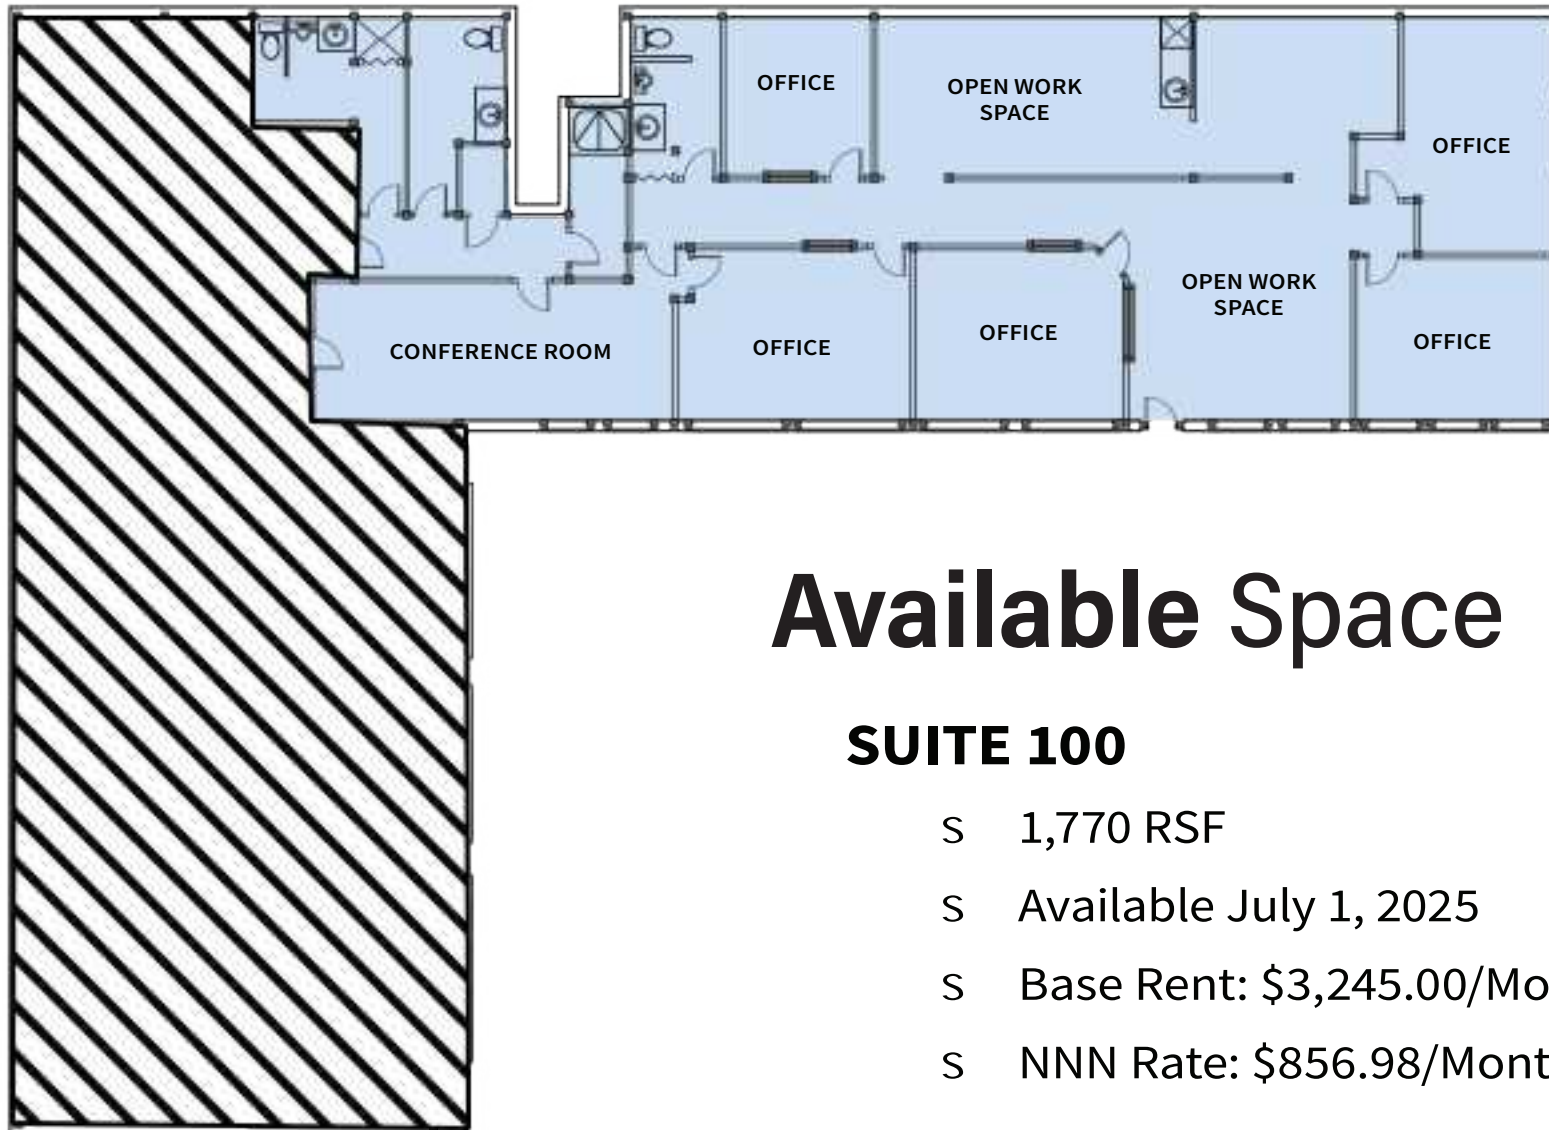 OFFICE
OPEN WORK
SPACE
OFFICE
OPEN WORK
SPACE
CONFERENCE ROOM
OFFICE
OFFICE
OFFICE
Available Space
SUITE 100
s 1,770 RSF
s Available July 1, 2025
s Base Rent: $3,245.00/Mo
s NNN Rate: $856.98/Mont